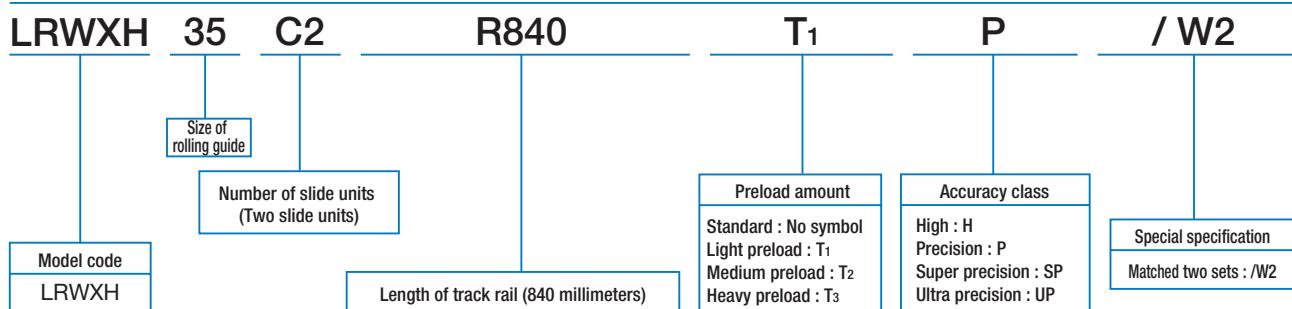 LRWXH 35 C2 R840 T1 P / W2
Size of
rolling guide
Number of slide units
(Two slide units)
Model code
LRWXH
Length of track rail (840 millimeters)
Preload amount
Standard : No symbol
Light preload : T1
Medium preload : T2
Heavy preload : T3
Accuracy class
High : H
Precision : P
Super precision : SP
Ultra precision : UP
Special specification
Matched two sets : /W2